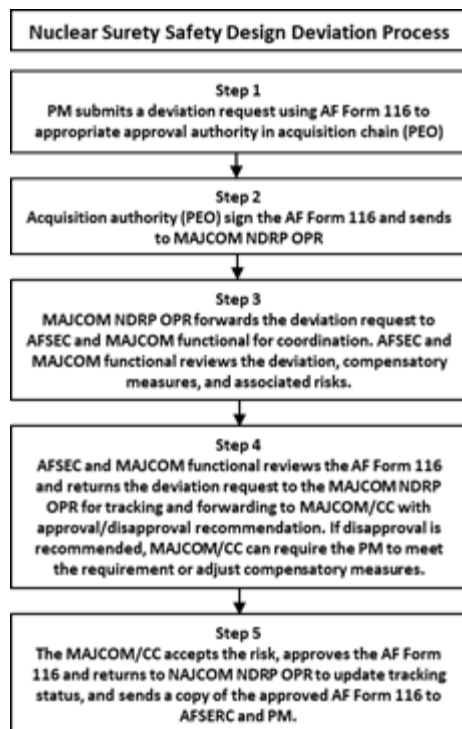 Nuclear Surety Safety Design Deviation Process
Step 1
PM submits a deviation request using AF Form 116 to
appropriate approval authority in acquisition chain (PEO)
Step 2
Acquisition authority (PEO) sign the AF Form 116 and sends
to MAJCOM NDRP OPR
Step 3
MAJCOM NDRP OPR forwards the deviation request to
AFSEC and MAJCOM functional for coordination. AFSEC and
MAJCOM functional reviews the deviation, compensatory
measures, and associated risks.
Step 4
AFSEC and MAJCOM functional reviews the AF Form 116
and returns the deviation request to the MAJCOM NDRP
OPR for tracking and forwarding to MAJCOM/CC with
approval/disapproval recommendation. If disapproval is
recommended, MAJCOM/CC can require the PM to meet
the requirement or adjust compensatory measures.
Step 5
The MAJCOM/CC accepts the risk, approves the AF Form
116 and returns to NAJCOM NDRP OPR to update tracking
status, and sends a copy of the approved AF Form 116 to
AFSERC and PM.